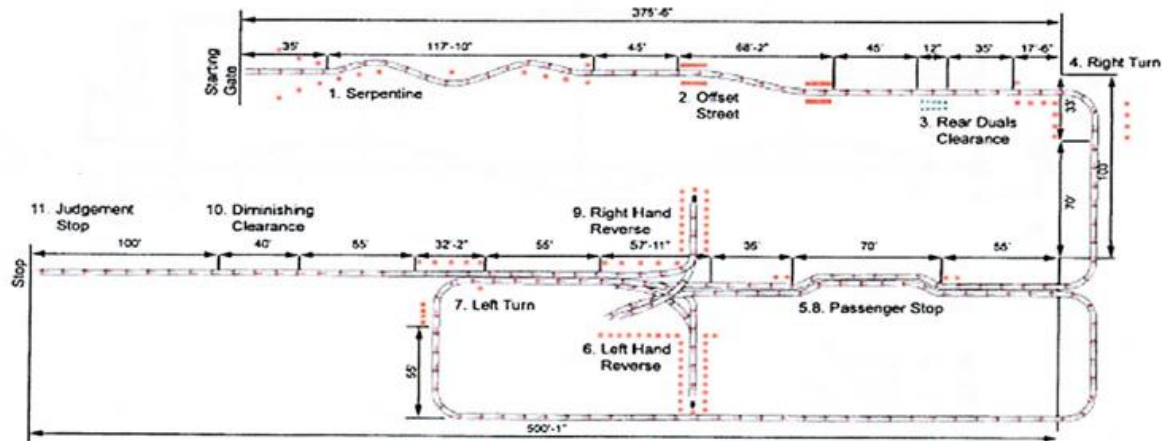 375'-6"
35'
117'-10"
45'
68'-2"
45'
12"
35'
17'-6"
4. Right Turn
Starting
Gate
1. Serpentine
2. Offset
Street
3. Rear Duals
Clearance
33'
103'
70'
11. Judgement
Stop
10. Diminishing
Clearance
9. Right Hand
Reverse
100'
40'
32'-2"
55'
57'-11"
35'
70'
55'
Stop
7. Left Turn
5.8. Passenger Stop
6. Left Hand
Reverse
55'
500'-1"